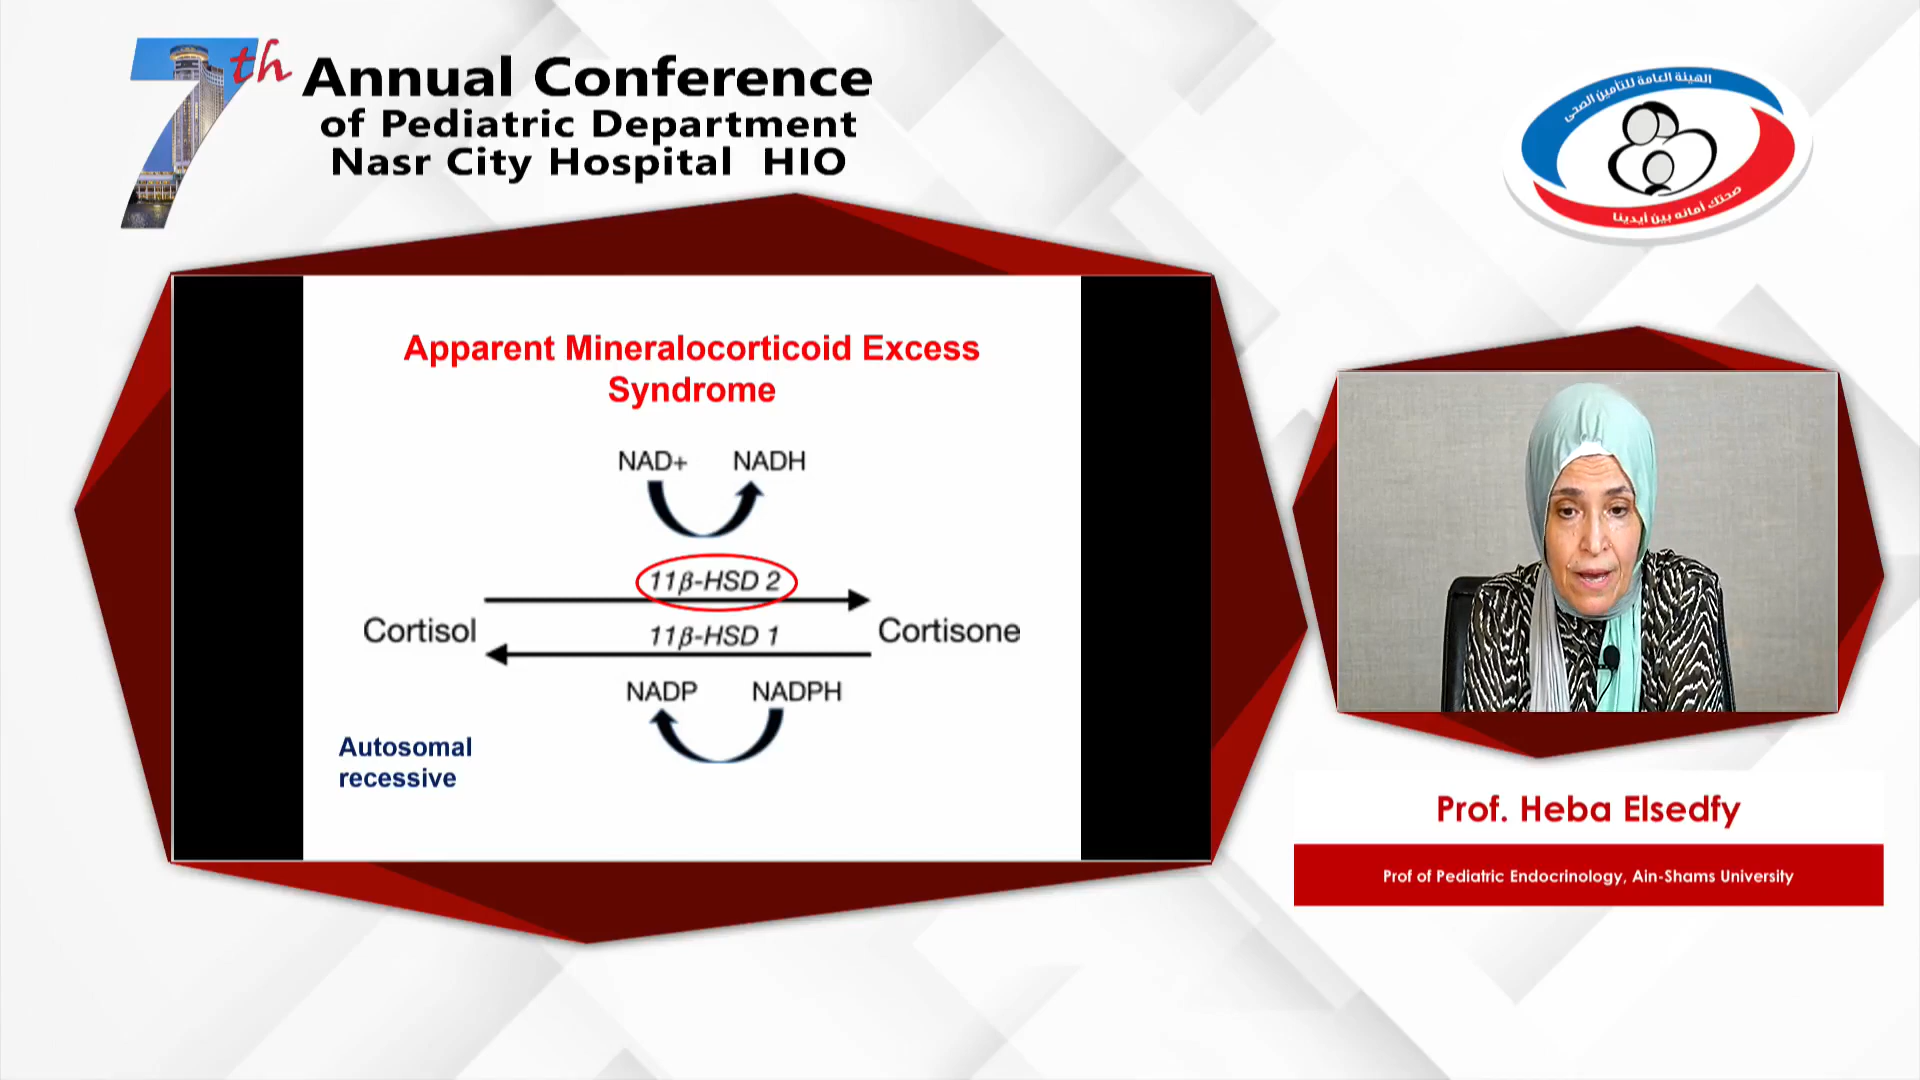 7th
Annual Conference
of Pediatric Department
Nasr City Hospital HIO
الهيئة العامة للتأمين الصحى
صحتك أمانه بين أيدينا
Apparent Mineralocorticoid Excess
Syndrome
NAD+ NADH
11β-HSD 2
Cortisol
11β-HSD 1
Cortisone
NADP NADPH
Autosomal
recessive
Prof. Heba Elsedfy
Prof of Pediatric Endocrinology, Ain-Shams University